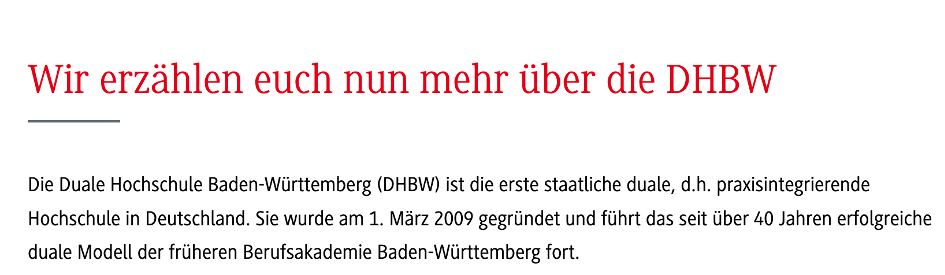 Wir erzählen euch nun mehr über die DHBW
Die Duale Hochschule Baden-Württemberg (DHBW) ist die erste staatliche duale, d.h. praxisintegrierende
Hochschule in Deutschland. Sie wurde am 1. März 2009 gegründet und führt das seit über 40 Jahren erfolgreiche
duale Modell der früheren Berufsakademie Baden-Württemberg fort.